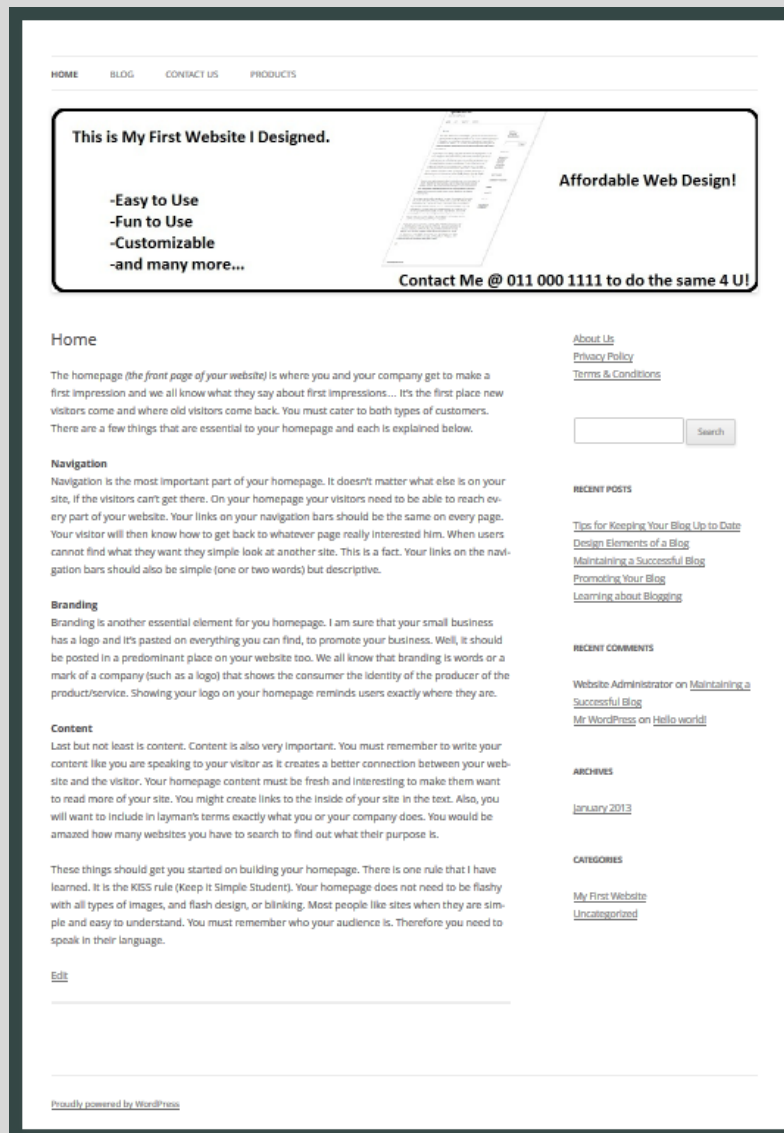 HOME BLOG CONTACT US PRODUCTS
This is My First Website I Designed.
-Easy to Use
-Fun to Use
-Customizable
-and many more...
Affordable Web Design!
Contact Me @ 011 000 1111 to do the same 4 U!
Home
The homepage (the front page of your website) is where you and your company get to make a
first impression and we all know what they say about first impressions… It's the first place new
visitors come and where old visitors come back. You must cater to both types of customers.
There are a few things that are essential to your homepage and each is explained below.
Navigation
Navigation is the most important part of your homepage. It doesn't matter what else is on your
site, if the visitors can't get there. On your homepage your visitors need to be able to reach ev-
ery part of your website. Your links on your navigation bars should be the same on every page.
Your visitor will then know how to get back to whatever page really interested him. When users
cannot find what they want they simple look at another site. This is a fact. Your links on the navi-
gation bars should also be simple (one or two words) but descriptive.
Branding
Branding is another essential element for you homepage. I am sure that your small business
has a logo and it's pasted on everything you can find, to promote your business. Well, it should
be posted in a predominant place on your website too. We all know that branding is words or a
mark of a company (such as a logo) that shows the consumer the identity of the producer of the
product/service. Showing your logo on your homepage reminds users exactly where they are.
Content
Last but not least is content. Content is also very important. You must remember to write your
content like you are speaking to your visitor as it creates a better connection between your web-
site and the visitor. Your homepage content must be fresh and interesting to make them want
to read more of your site. You might create links to the inside of your site in the text. Also, you
will want to include in layman's terms exactly what you or your company does. You would be
amazed how many websites you have to search to find out what their purpose is.
These things should get you started on building your homepage. There is one rule that I have
learned. It is the KISS rule (Keep it Simple Student). Your homepage does not need to be flashy
with all types of images, and flash design, or blinking. Most people like sites when they are sim-
ple and easy to understand. You must remember who your audience is. Therefore you need to
speak in their language.
Edit
About Us
Privacy Policy
Terms & Conditions
Search
RECENT POSTS
Tips for Keeping Your Blog Up to Date
Design Elements of a Blog
Maintaining a Successful Blog
Promoting Your Blog
Learning about Blogging
RECENT COMMENTS
Website Administrator on Maintaining a
Successful Blog
Mr WordPress on Hello world!
ARCHIVES
January 2013
CATEGORIES
My First Website
Uncategorized
Proudly powered by WordPress